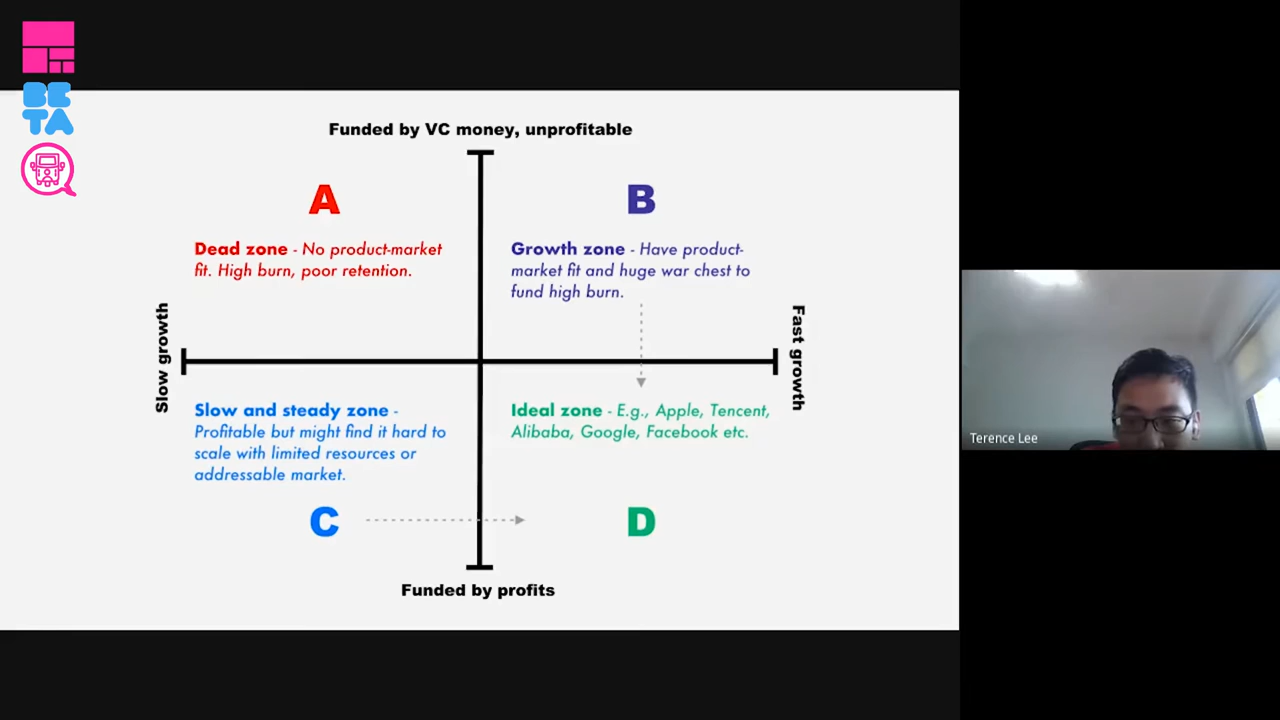 BE
TA
Funded by VC money, unprofitable
A
B
Dead zone - No product-market
fit. High burn, poor retention.
Growth zone - Have product-
market fit and huge war chest to
fund high burn.
Slow growth
Fast growth
Slow and steady zone -
Profitable but might find it hard to
scale with limited resources or
addressable market.
Ideal zone - E.g., Apple, Tencent,
Alibaba, Google, Facebook etc.
C
D
Funded by profits
Terence Lee